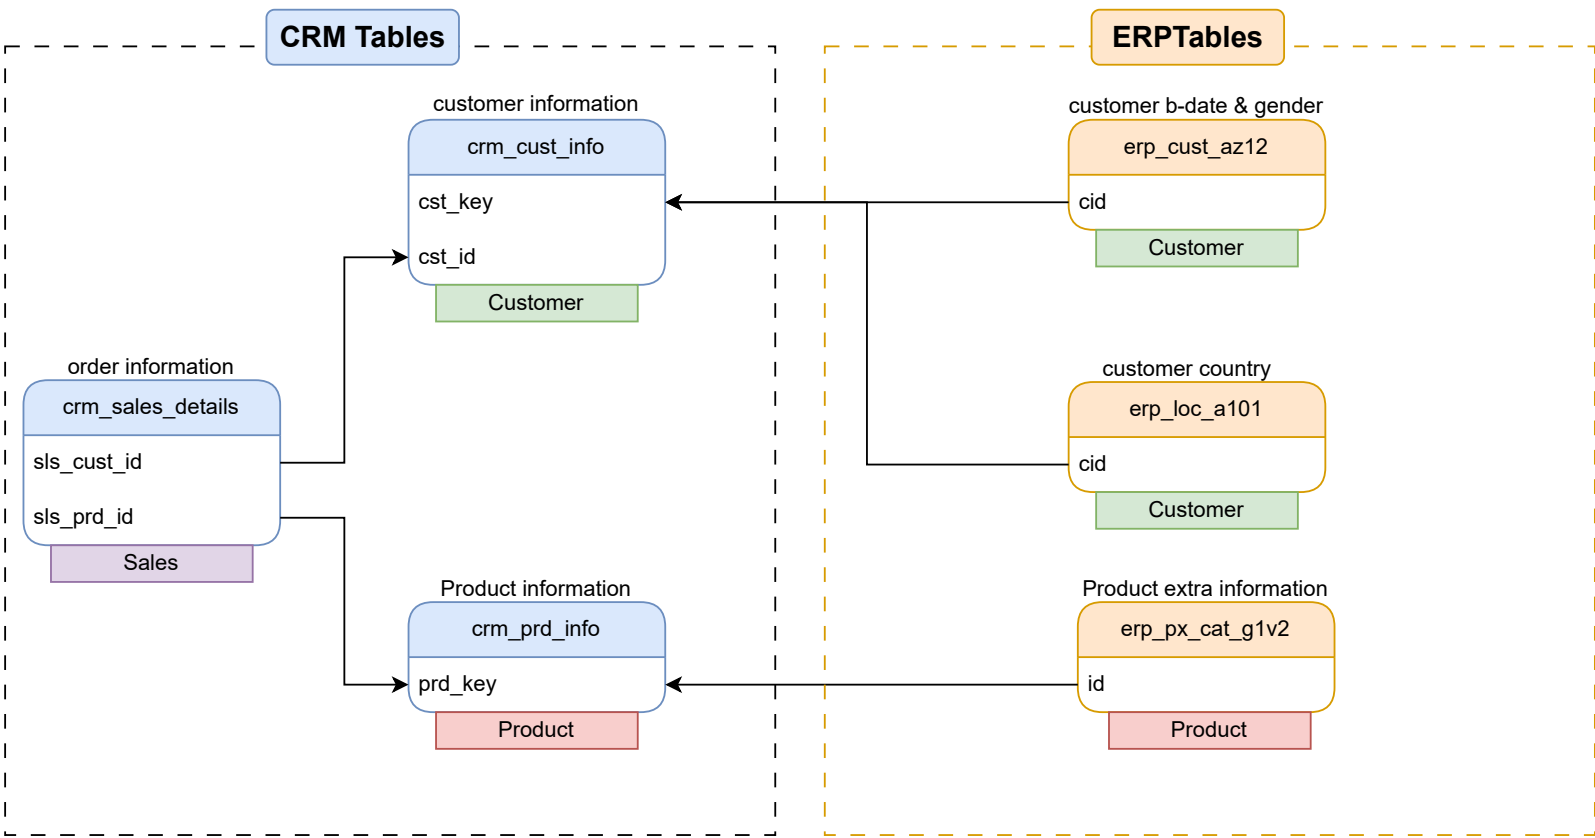 CRM Tables
customer information
crm_cust_info
cst_key
cst_id
Customer
order information
crm_sales_details
sls_cust_id
sls_prd_id
Sales
Product information
crm_prd_info
prd_key
Product
ERPTables
customer b-date & gender
erp_cust_az12
cid
Customer
customer country
erp_loc_a101
cid
Customer
Product extra information
erp_px_cat_g1v2
id
Product